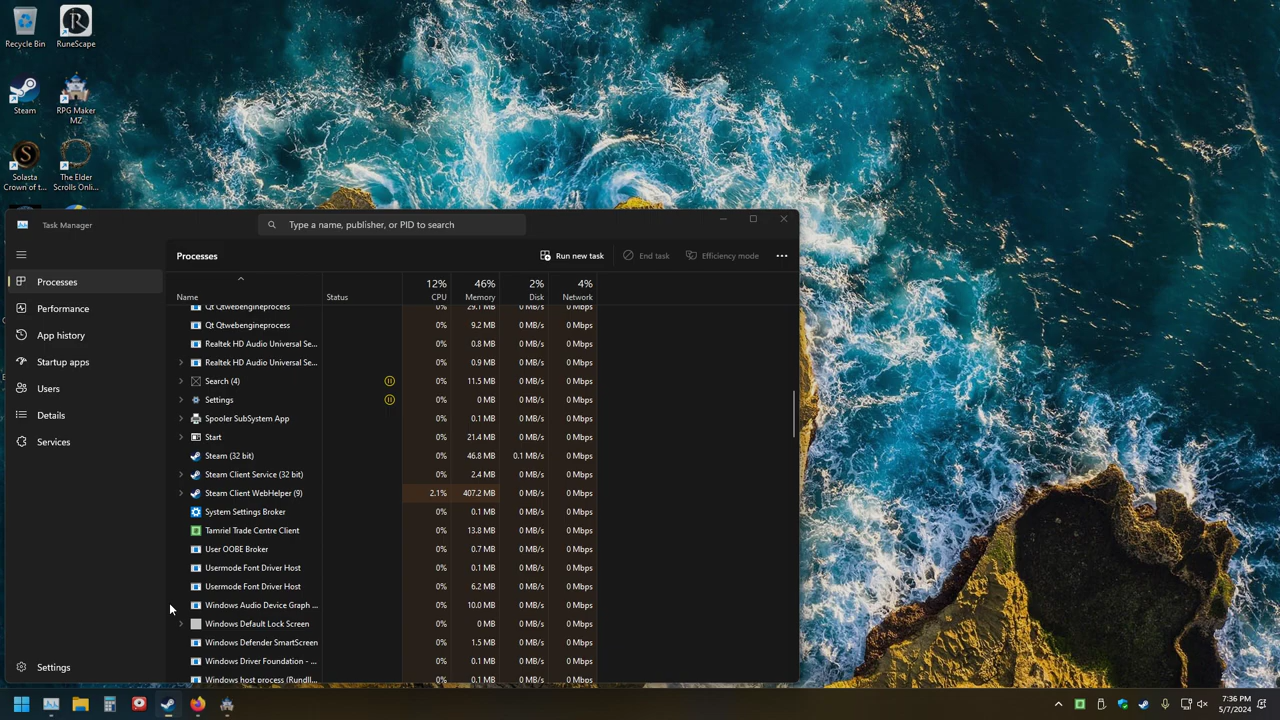 Recycle Bin
RuneScape
Steam
RPG Maker
MZ
Solasta
Crown of t...
The Elder
Scrolls Onli...
Task Manager
Type a name, publisher, or PID to search
Processes
Run new task
End task
Efficiency mode
Processes
Performance
App history
Startup apps
Users
Details
Services
Settings
12% 46% 2% 4%
Name Status CPU Memory Disk Network
Qt Qtwebengineprocess 0% 29.1 MB 0 MB/s 0 Mbps
Qt Qtwebengineprocess 0% 9.2 MB 0 MB/s 0 Mbps
Realtek HD Audio Universal Se... 0% 0.8 MB 0 MB/s 0 Mbps
Realtek HD Audio Universal Se... 0% 0.9 MB 0 MB/s 0 Mbps
Search (4) 0% 11.5 MB 0 MB/s 0 Mbps
Settings 0% 0 MB 0 MB/s 0 Mbps
Spooler SubSystem App 0% 0.1 MB 0 MB/s 0 Mbps
Start 0% 21.4 MB 0 MB/s 0 Mbps
Steam (32 bit) 0% 46.8 MB 0.1 MB/s 0 Mbps
Steam Client Service (32 bit) 0% 2.4 MB 0 MB/s 0 Mbps
Steam Client WebHelper (9) 2.1% 407.2 MB 0 MB/s 0 Mbps
System Settings Broker 0% 0.1 MB 0 MB/s 0 Mbps
Tamriel Trade Centre Client 0% 13.8 MB 0 MB/s 0 Mbps
User OOBE Broker 0% 0.7 MB 0 MB/s 0 Mbps
Usermode Font Driver Host 0% 0.1 MB 0 MB/s 0 Mbps
Usermode Font Driver Host 0% 6.2 MB 0 MB/s 0 Mbps
Windows Audio Device Graph ... 0% 10.0 MB 0 MB/s 0 Mbps
Windows Default Lock Screen 0% 0 MB 0 MB/s 0 Mbps
Windows Defender SmartScreen 0% 1.5 MB 0 MB/s 0 Mbps
Windows Driver Foundation - ... 0% 0.1 MB 0 MB/s 0 Mbps
Windows host process (Rundll... 0% 0.1 MB 0 MB/s 0 Mbps
7:36 PM
5/7/2024